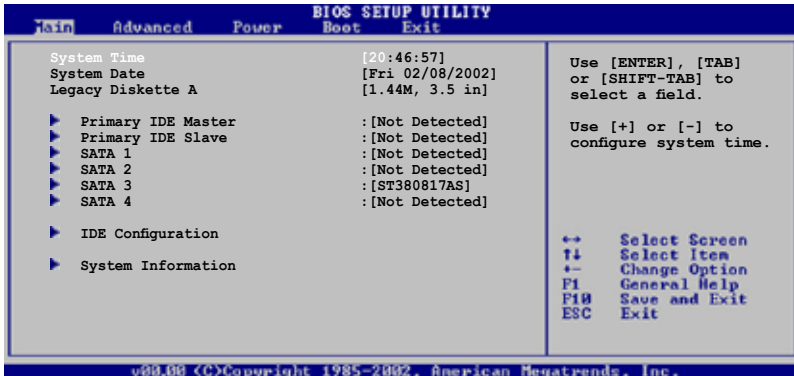 BIOS SETUP UTILITY
Main Advanced Power Boot Exit
System Time [20:46:57]
System Date [Fri 02/08/2002]
Legacy Diskette A [1.44M, 3.5 in]
Primary IDE Master :[Not Detected]
Primary IDE Slave :[Not Detected]
SATA 1 :[Not Detected]
SATA 2 :[Not Detected]
SATA 3 :[ST380817AS]
SATA 4 :[Not Detected]
IDE Configuration
System Information
Use [ENTER], [TAB]
or [SHIFT-TAB] to
select a field.
Use [+] or [-] to
configure system time.
←→ Select Screen
↑↓ Select Item
+- Change Option
F1 General Help
F10 Save and Exit
ESC Exit
v00.00 (C)Copyright 1985-2002, American Megatrends, Inc.